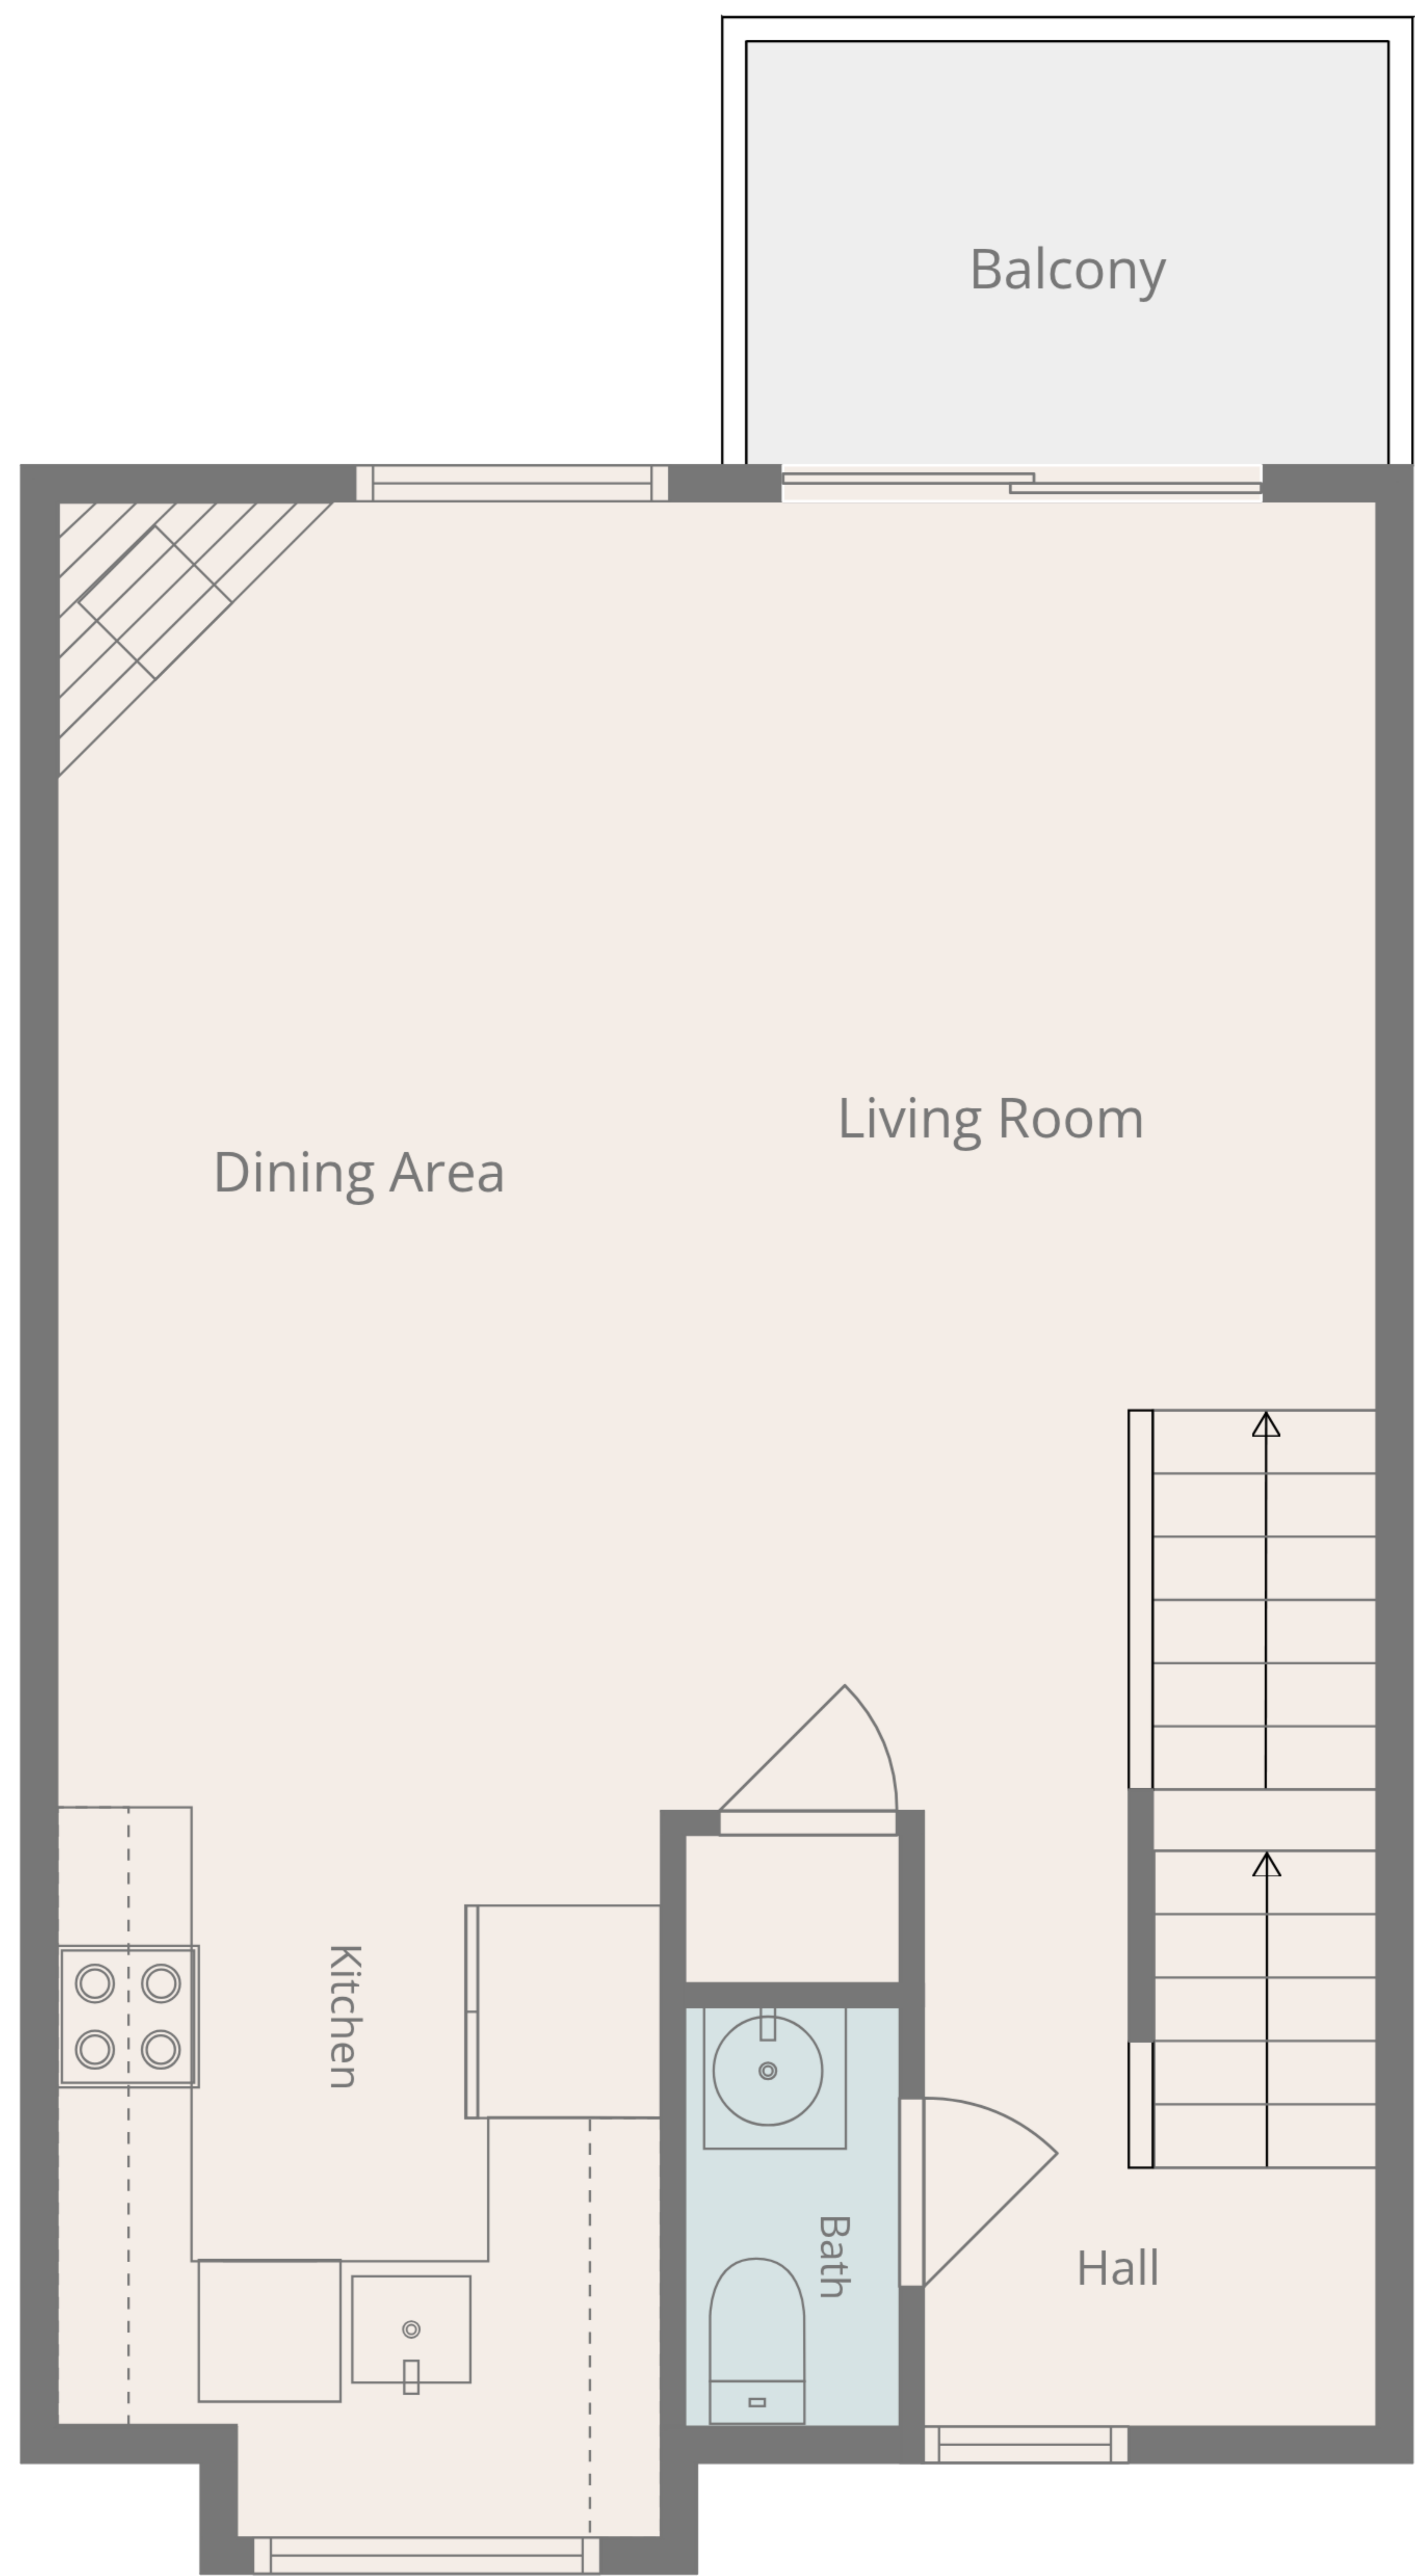 Balcony
Living Room
Dining Area
Kitchen
Bath
Hall